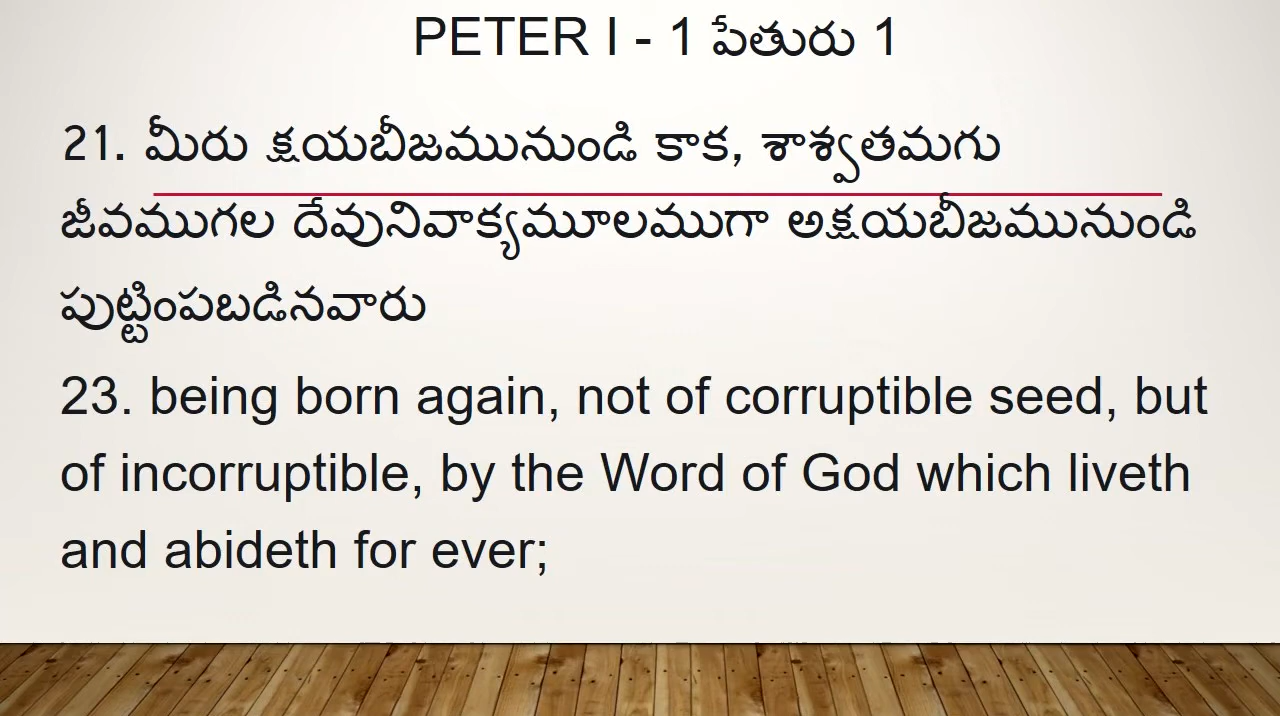 PETER I - 1 పేతురు 1
21. మీరు క్షయబీజమునుండి కాక, శాశ్వతమగు
జీవముగల దేవునివాక్యమూలముగా అక్షయబీజమునుండి
పుట్టింపబడినవారు
23. being born again, not of corruptible seed, but
of incorruptible, by the Word of God which liveth
and abideth for ever;